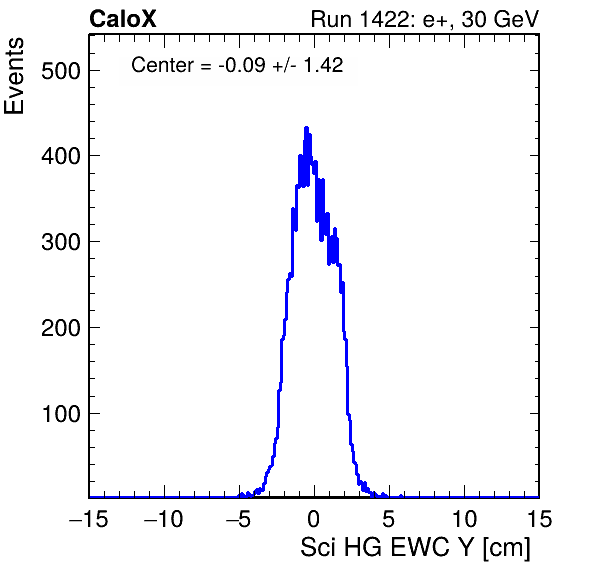 CaloX Run 1422: e+, 30 GeV
Center = -0.09 +/- 1.42
Events
500
400
300
200
100
−15 −10 −5 0 5 10 15
Sci HG EWC Y [cm]